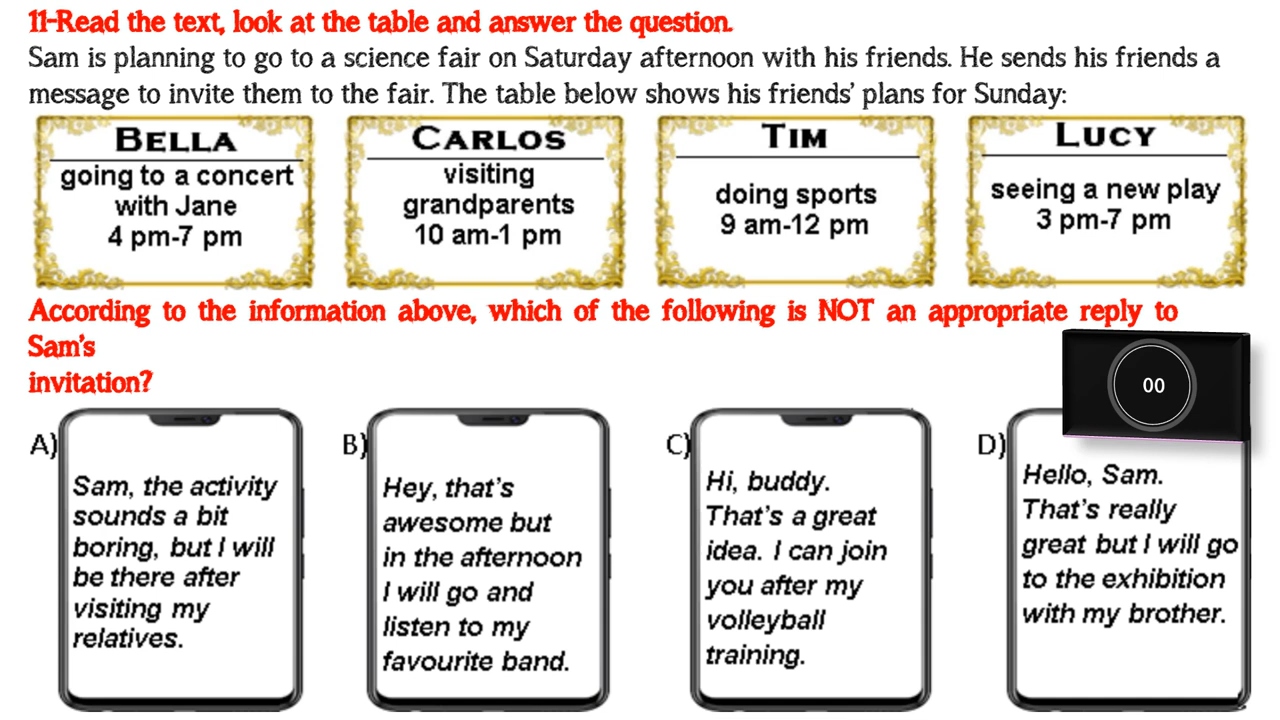 11-Read the text, look at the table and answer the question.
Sam is planning to go to a science fair on Saturday afternoon with his friends. He sends his friends a
message to invite them to the fair. The table below shows his friends' plans for Sunday:
BELLA
going to a concert
with Jane
4 pm-7 pm
CARLOS
visiting
grandparents
10 am-1 pm
TIM
doing sports
9 am-12 pm
LUCY
seeing a new play
3 pm-7 pm
According to the information above, which of the following is NOT an appropriate reply to
Sam's
invitation?
00
A)
Sam, the activity
sounds a bit
boring, but I will
be there after
visiting my
relatives.
B)
Hey, that's
awesome but
in the afternoon
I will go and
listen to my
favourite band.
C)
Hi, buddy.
That's a great
idea. I can join
you after my
volleyball
training.
D)
Hello, Sam.
That's really
great but I will go
to the exhibition
with my brother.